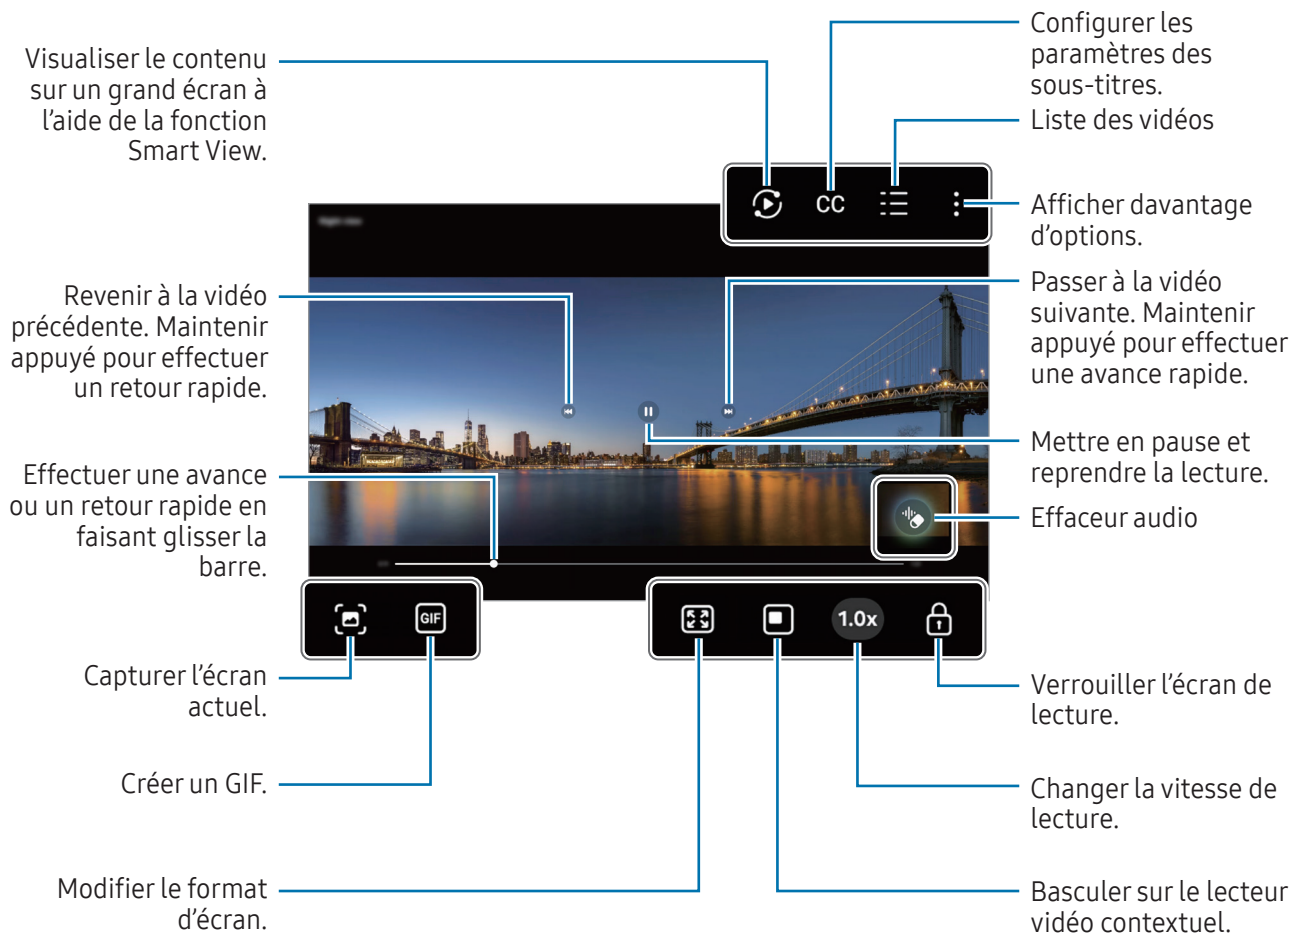 Visualiser le contenu
sur un grand écran à
l'aide de la fonction
Smart View.
Configurer les
paramètres des
sous-titres.
Liste des vidéos
CC
Afficher davantage
d'options.
Revenir à la vidéo
précédente. Maintenir
appuyé pour effectuer
un retour rapide.
Passer à la vidéo
suivante. Maintenir
appuyé pour effectuer
une avance rapide.
Mettre en pause et
reprendre la lecture.
Effectuer une avance
ou un retour rapide en
faisant glisser la
barre.
Effaceur audio
GIF
1.0x
Capturer l'écran
actuel.
Verrouiller l'écran de
lecture.
Créer un GIF.
Changer la vitesse de
lecture.
Modifier le format
d'écran.
Basculer sur le lecteur
vidéo contextuel.